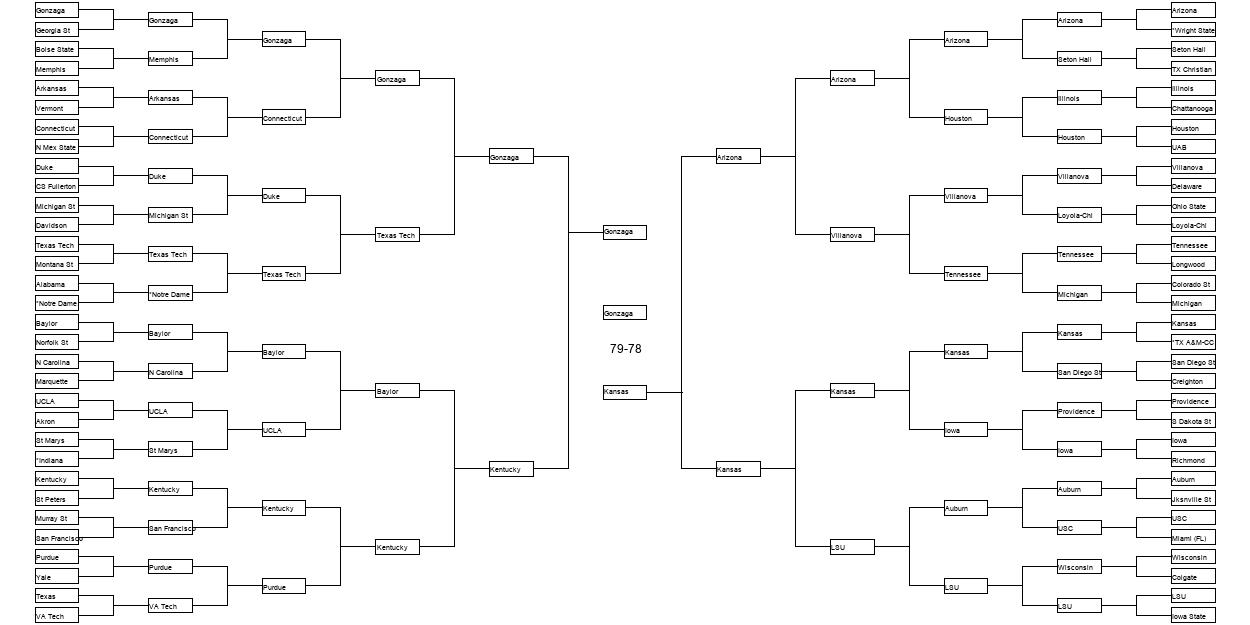 Gonzaga
Georgia St
Boise State
Memphis
Arkansas
Vermont
Connecticut
N Mex State
Duke
CS Fullerton
Michigan St
Davidson
Texas Tech
Montana St
Alabama
*Notre Dame
Baylor
Norfolk St
N Carolina
Marquette
UCLA
Akron
St Marys
*Indiana
Kentucky
St Peters
Murray St
San Francisco
Purdue
Yale
Texas
VA Tech
Gonzaga
Memphis
Arkansas
Connecticut
Duke
Michigan St
Texas Tech
*Notre Dame
Baylor
N Carolina
UCLA
St Marys
Kentucky
San Francisco
Purdue
VA Tech
Gonzaga
Connecticut
Duke
Texas Tech
Baylor
UCLA
Kentucky
Purdue
Gonzaga
Texas Tech
Baylor
Kentucky
Gonzaga
Kentucky
Gonzaga
Gonzaga
79-78
Kansas
Arizona
Kansas
Arizona
Villanova
Kansas
LSU
Arizona
Houston
Villanova
Tennessee
Kansas
Iowa
Auburn
LSU
Arizona
Seton Hall
Illinois
Houston
Villanova
Loyola-Chi
Tennessee
Michigan
Kansas
San Diego St
Providence
Iowa
Auburn
USC
Wisconsin
LSU
Arizona
*Wright State
Seton Hall
TX Christian
Illinois
Chattanooga
Houston
UAB
Villanova
Delaware
Ohio State
Loyola-Chi
Tennessee
Longwood
Colorado St
Michigan
Kansas
*TX A&M-CC
San Diego St
Creighton
Providence
S Dakota St
Iowa
Richmond
Auburn
Jksnville St
USC
Miami (FL)
Wisconsin
Colgate
LSU
Iowa State